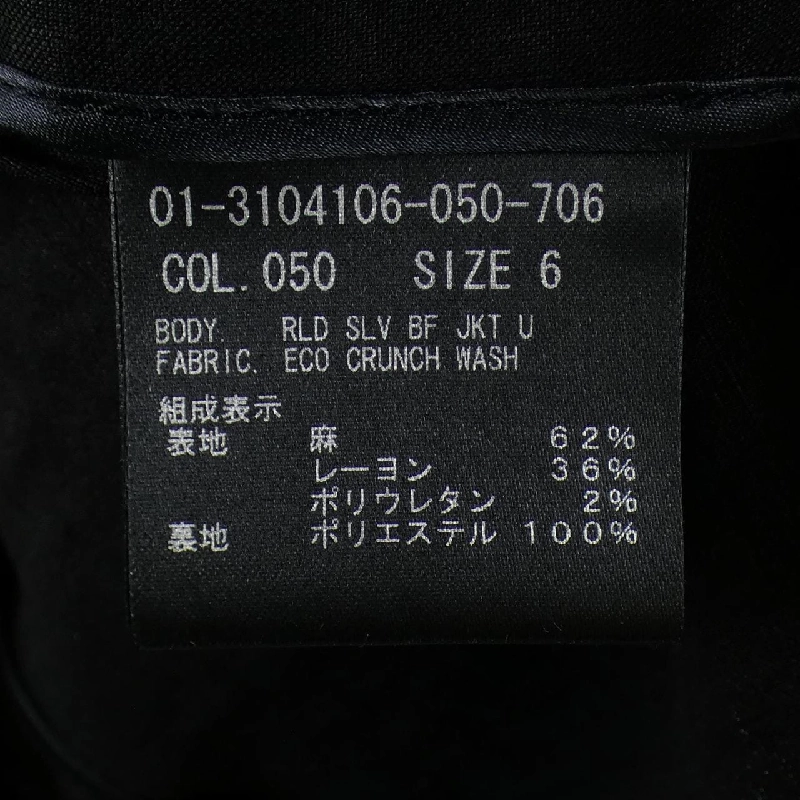 01-3104106-050-706
COL.050 SIZE 6
BODY. RLD SLV BF JKT U
FABRIC. ECO CRUNCH WASH
組成表示
表地 麻 62%
レーヨン 36%
ポリウレタン 2%
裏地 ポリエステル 100%